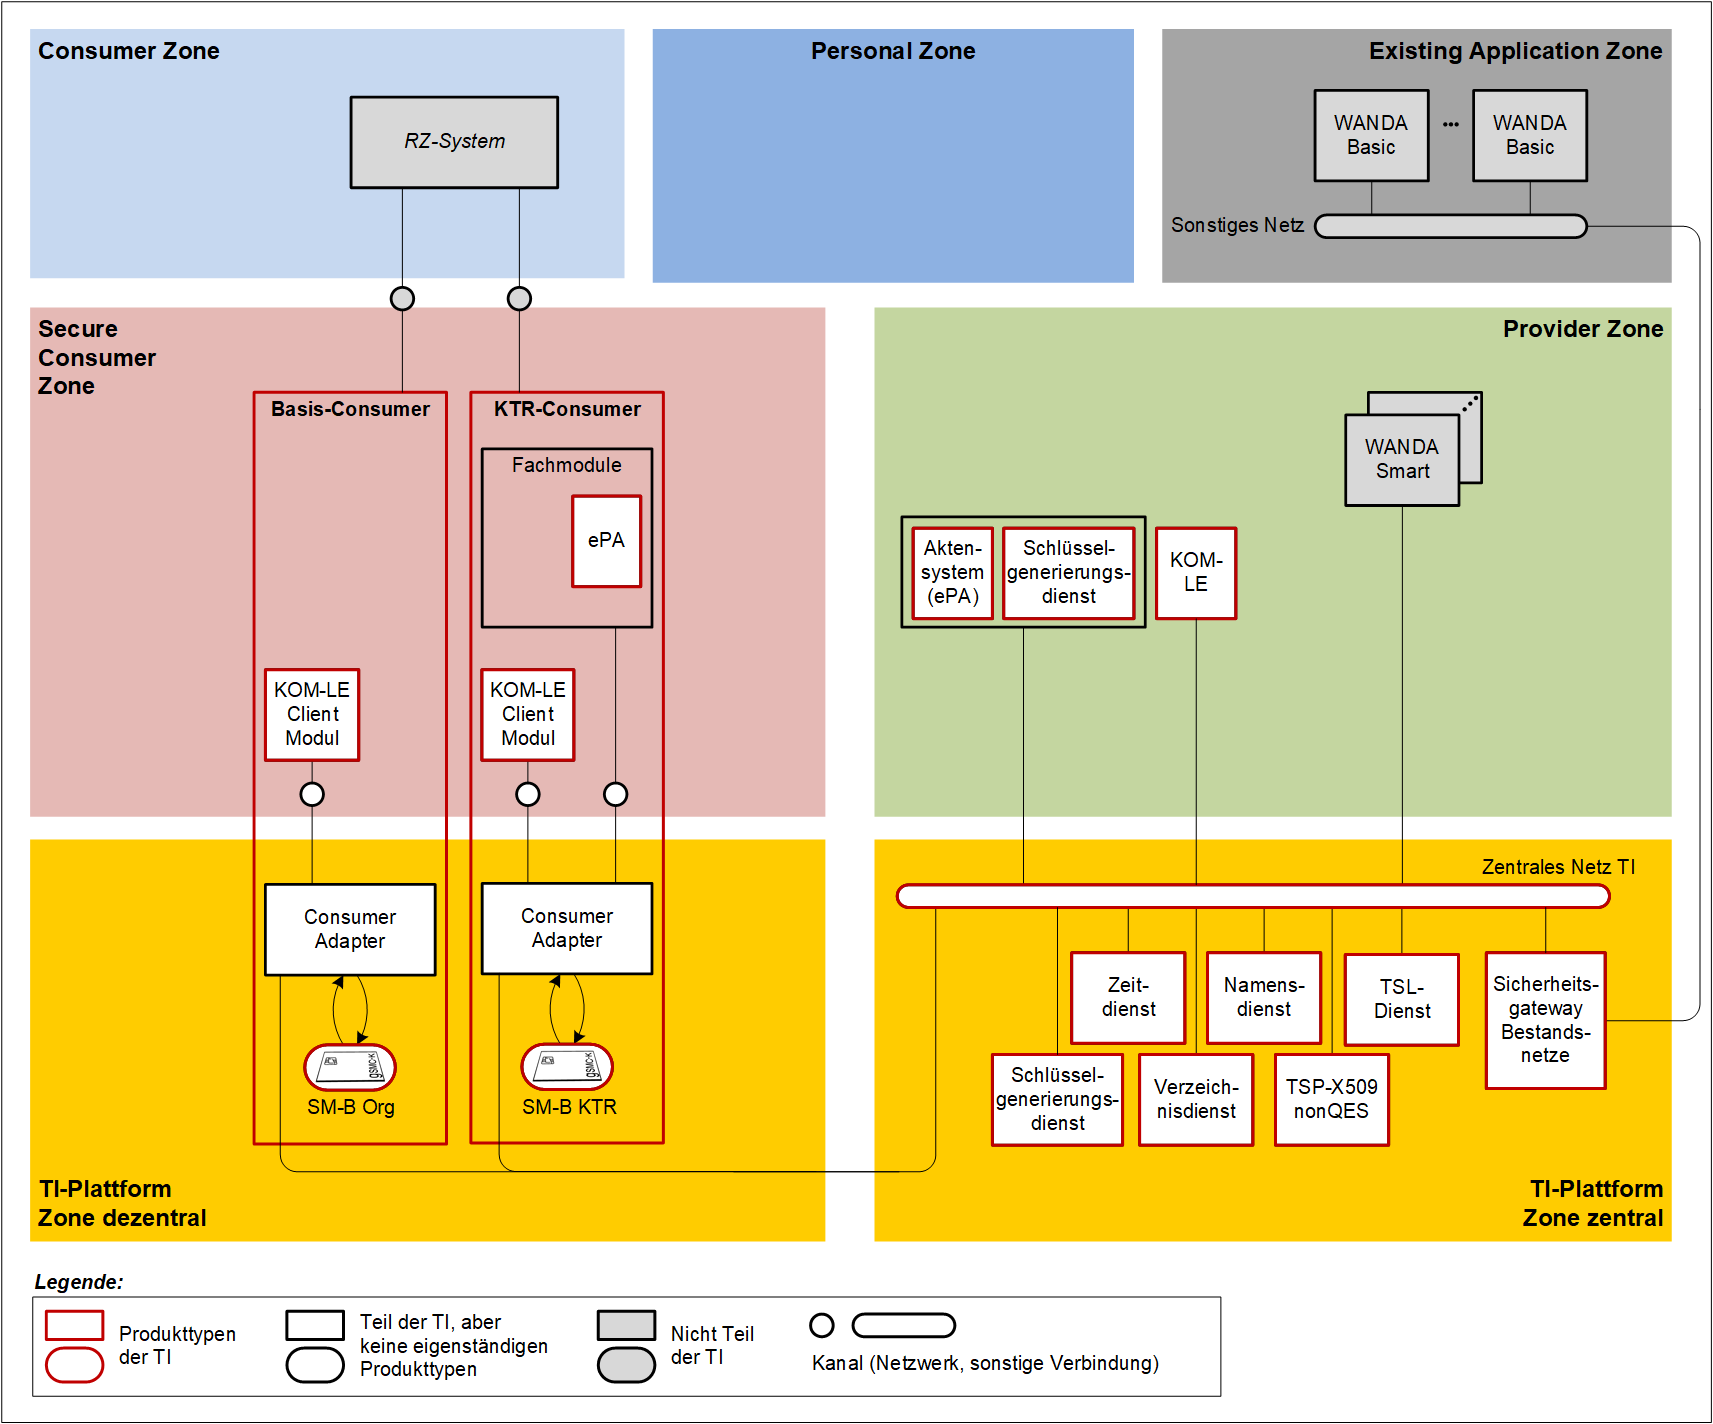 Consumer Zone
Personal Zone
Existing Application Zone
RZ-System
WANDA
Basic
...
WANDA
Basic
Sonstiges Netz
Secure
Consumer
Zone
Provider Zone
Basis-Consumer
KTR-Consumer
Fachmodule
ePA
WANDA
Smart
Akten-
system
(ePA)
Schlüssel-
generierungs-
dienst
KOM-
LE
KOM-LE
Client
Modul
KOM-LE
Client
Modul
Zentrales Netz TI
Consumer
Adapter
Consumer
Adapter
Zeit-
dienst
Namens-
dienst
TSL-
Dienst
Sicherheits-
gateway
Bestands-
netze
gSMC-K
gSMC-K
SM-B Org
SM-B KTR
Schlüssel-
generierungs-
dienst
Verzeich-
nisdienst
TSP-X509
nonQES
TI-Plattform
Zone dezentral
TI-Plattform
Zone zentral
Legende:
Produkttypen
der TI
Teil der TI, aber
keine eigenständigen
Produkttypen
Nicht Teil
der TI
Kanal (Netzwerk, sonstige Verbindung)